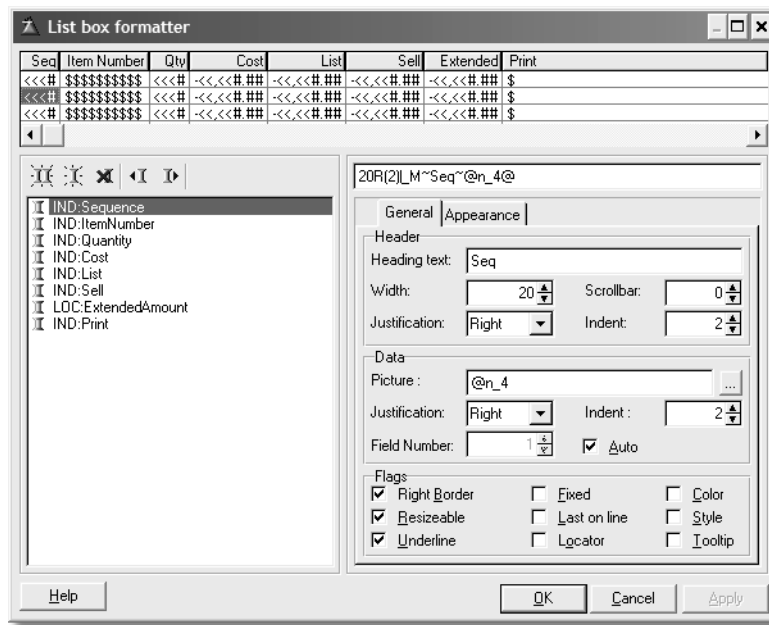 List box formatter
Seq Item Number Qty Cost List Sell Extended Print
<<<# $$$$$$$$$$ <<<# -<<,<<#.## -<<,<<#.## -<<,<<#.## -<<,<<#.## $
<<<# $$$$$$$$$$ <<<# -<<,<<#.## -<<,<<#.## -<<,<<#.## -<<,<<#.## $
<<<# $$$$$$$$$$ <<<# -<<,<<#.## -<<,<<#.## -<<,<<#.## -<<,<<#.## $
IND:Sequence
IND:ItemNumber
IND:Quantity
IND:Cost
IND:List
IND:Sell
LOC:ExtendedAmount
IND:Print
20R(2)|_M~Seq~@n_4@
General Appearance
Header
Heading text: Seq
Width: 20 Scrollbar: 0
Justification: Right Indent: 2
Data
Picture : @n_4 ...
Justification: Right Indent : 2
Field Number: 1 Auto
Flags
Right Border Fixed Color
Resizeable Last on line Style
Underline Locator Tooltip
Help OK Cancel Apply